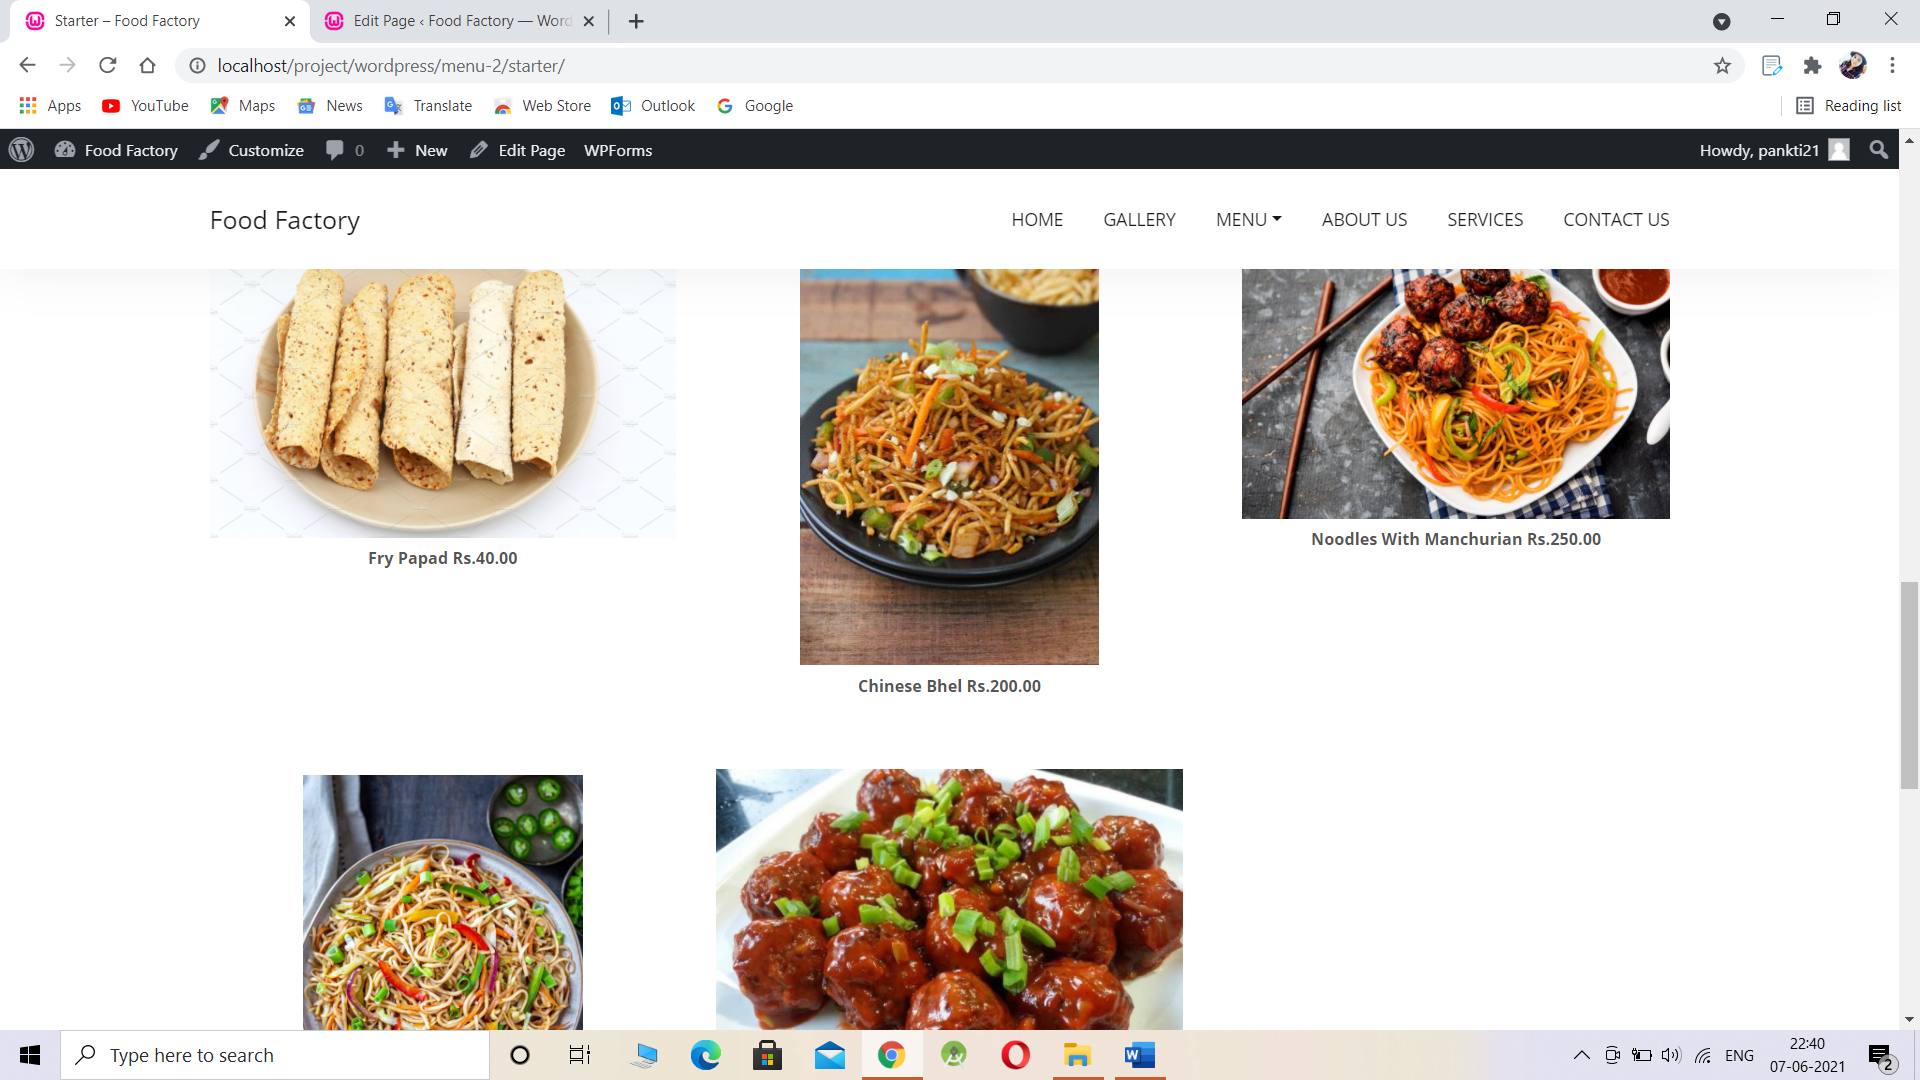 Starter – Food Factory
Edit Page ‹ Food Factory — Word
localhost/project/wordpress/menu-2/starter/
Apps YouTube Maps News Translate Web Store Outlook Google Reading list
Food Factory Customize 0 New Edit Page WPForms Howdy, pankti21
Food Factory HOME GALLERY MENU ABOUT US SERVICES CONTACT US
Noodles With Manchurian Rs.250.00
Fry Papad Rs.40.00
Chinese Bhel Rs.200.00
Type here to search
ENG
22:40
07-06-2021
2